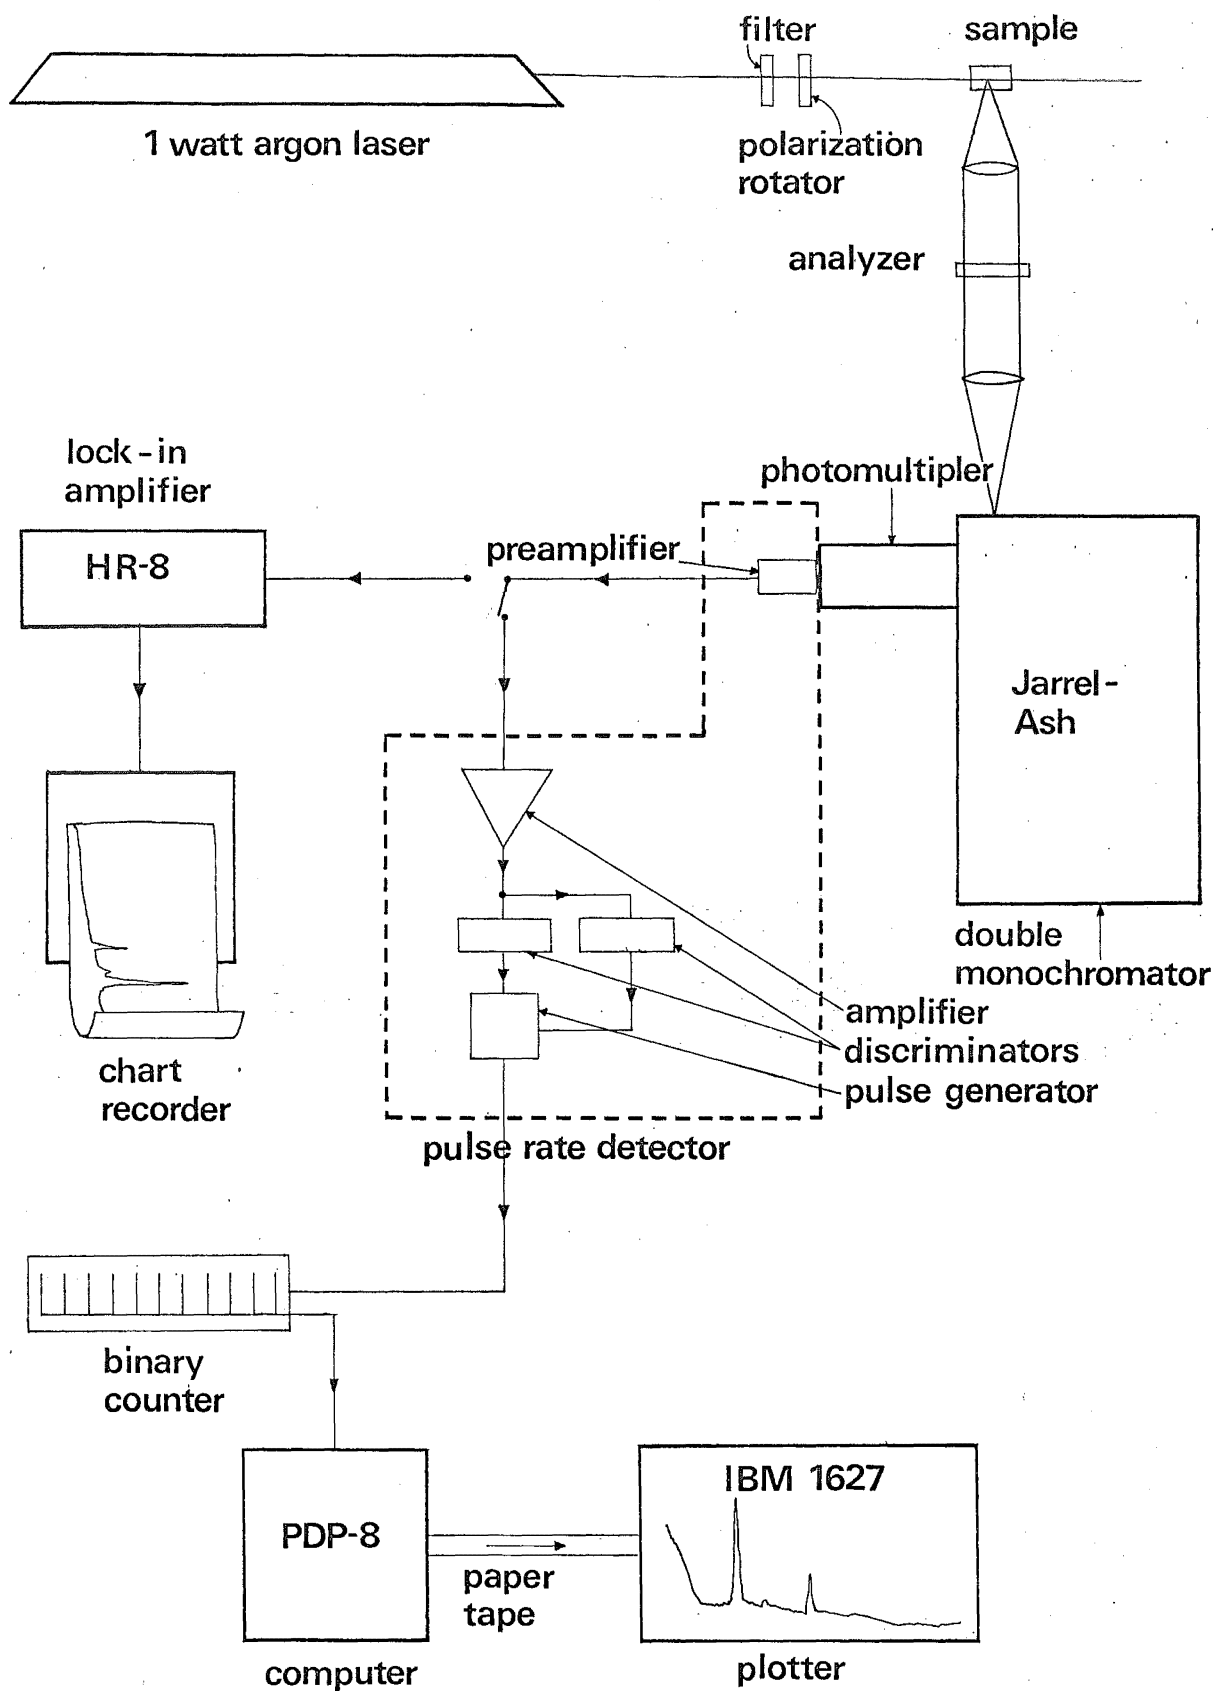 filter
sample
1 watt argon laser
polarization
rotator
analyzer
lock-in
amplifier
photomultipler
HR-8
preamplifier
Jarrel-
Ash
double
monochromator
amplifier
discriminators
pulse generator
chart
recorder
pulse rate detector
binary
counter
IBM 1627
PDP-8
paper
tape
computer
plotter